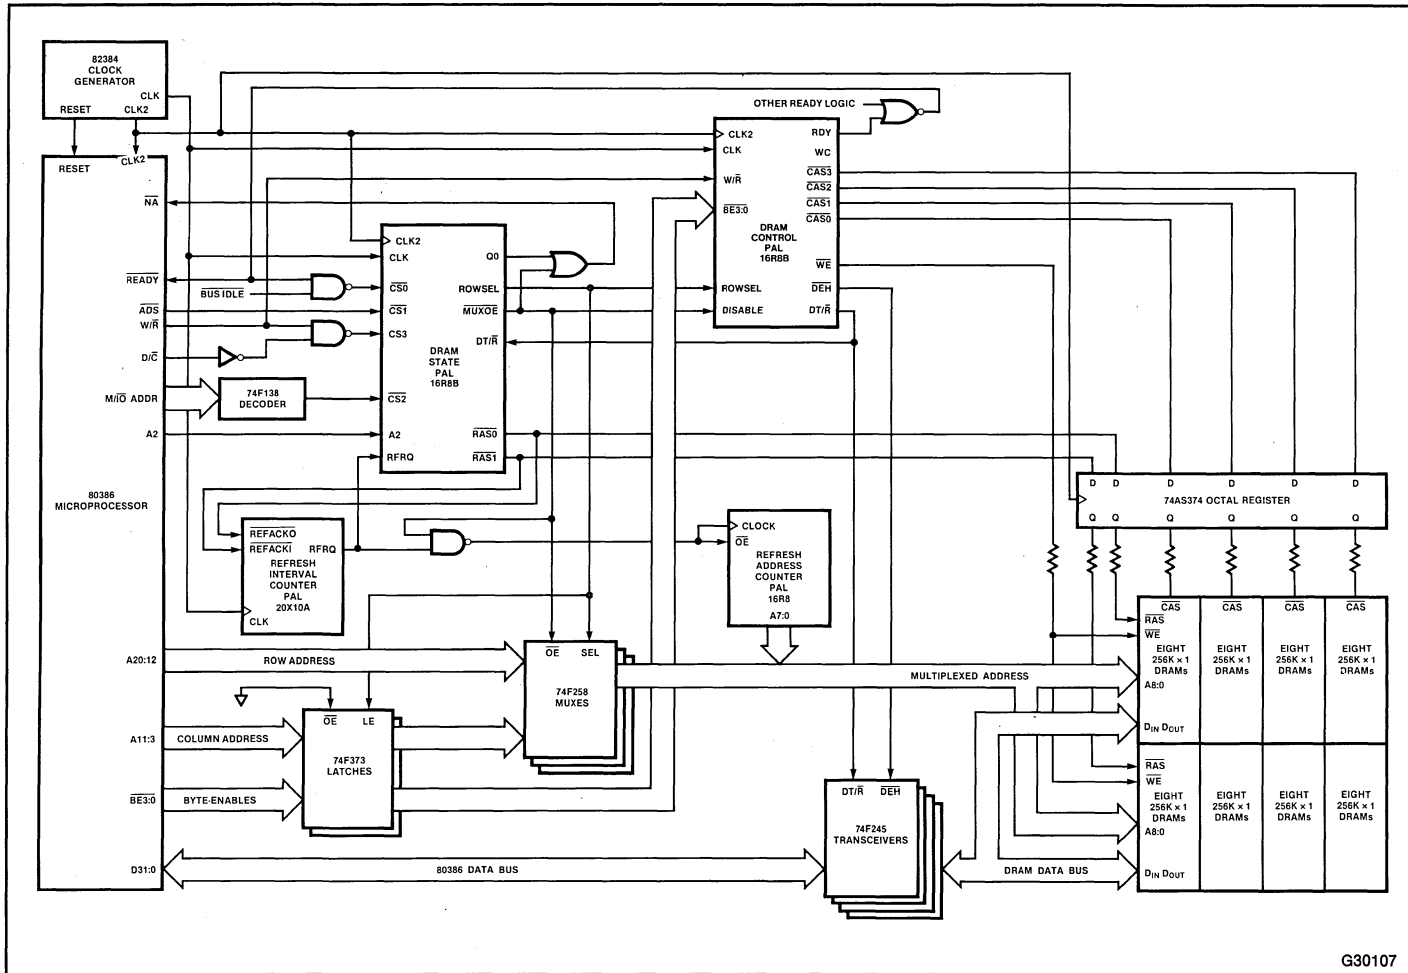 82384
CLOCK
GENERATOR
CLK
RESET CLK2
RESET CLK2
NA
READY
ADS
W/R
D/C
M/IO ADDR
A2
80386
MICROPROCESSOR
A20:12
A11:3
BE3:0
D31:0
BUS IDLE
74F138
DECODER
CLK2
CLK
CS0
CS1
CS3
CS2
A2
RFRQ
DRAM
STATE
PAL
16R8B
Q0
ROWSEL
MUXOE
DT/R
RAS0
RAS1
OTHER READY LOGIC
CLK2
CLK
W/R
BE3:0
ROWSEL
DISABLE
DRAM
CONTROL
PAL
16R8B
RDY
WC
CAS3
CAS2
CAS1
CAS0
WE
DEH
DT/R
REFACKO
REFACKI RFRQ
REFRESH
INTERVAL
COUNTER
PAL
20X10A
CLK
CLOCK
OE
REFRESH
ADDRESS
COUNTER
PAL
16R8
A7:0
D D D D D D
74AS374 OCTAL REGISTER
Q Q Q Q Q Q
ROW ADDRESS
OE SEL
74F258
MUXES
MULTIPLEXED ADDRESS
OE LE
74F373
LATCHES
COLUMN ADDRESS
BYTE-ENABLES
DT/R DEH
74F245
TRANSCEIVERS
80386 DATA BUS
DRAM DATA BUS
CAS CAS CAS CAS
RAS
WE
EIGHT EIGHT EIGHT EIGHT
256K × 1 256K × 1 256K × 1 256K × 1
DRAMs DRAMs DRAMs DRAMs
A8:0
DIN DOUT
RAS
WE
EIGHT EIGHT EIGHT EIGHT
256K × 1 256K × 1 256K × 1 256K × 1
DRAMs DRAMs DRAMs DRAMs
A8:0
DIN DOUT
G30107